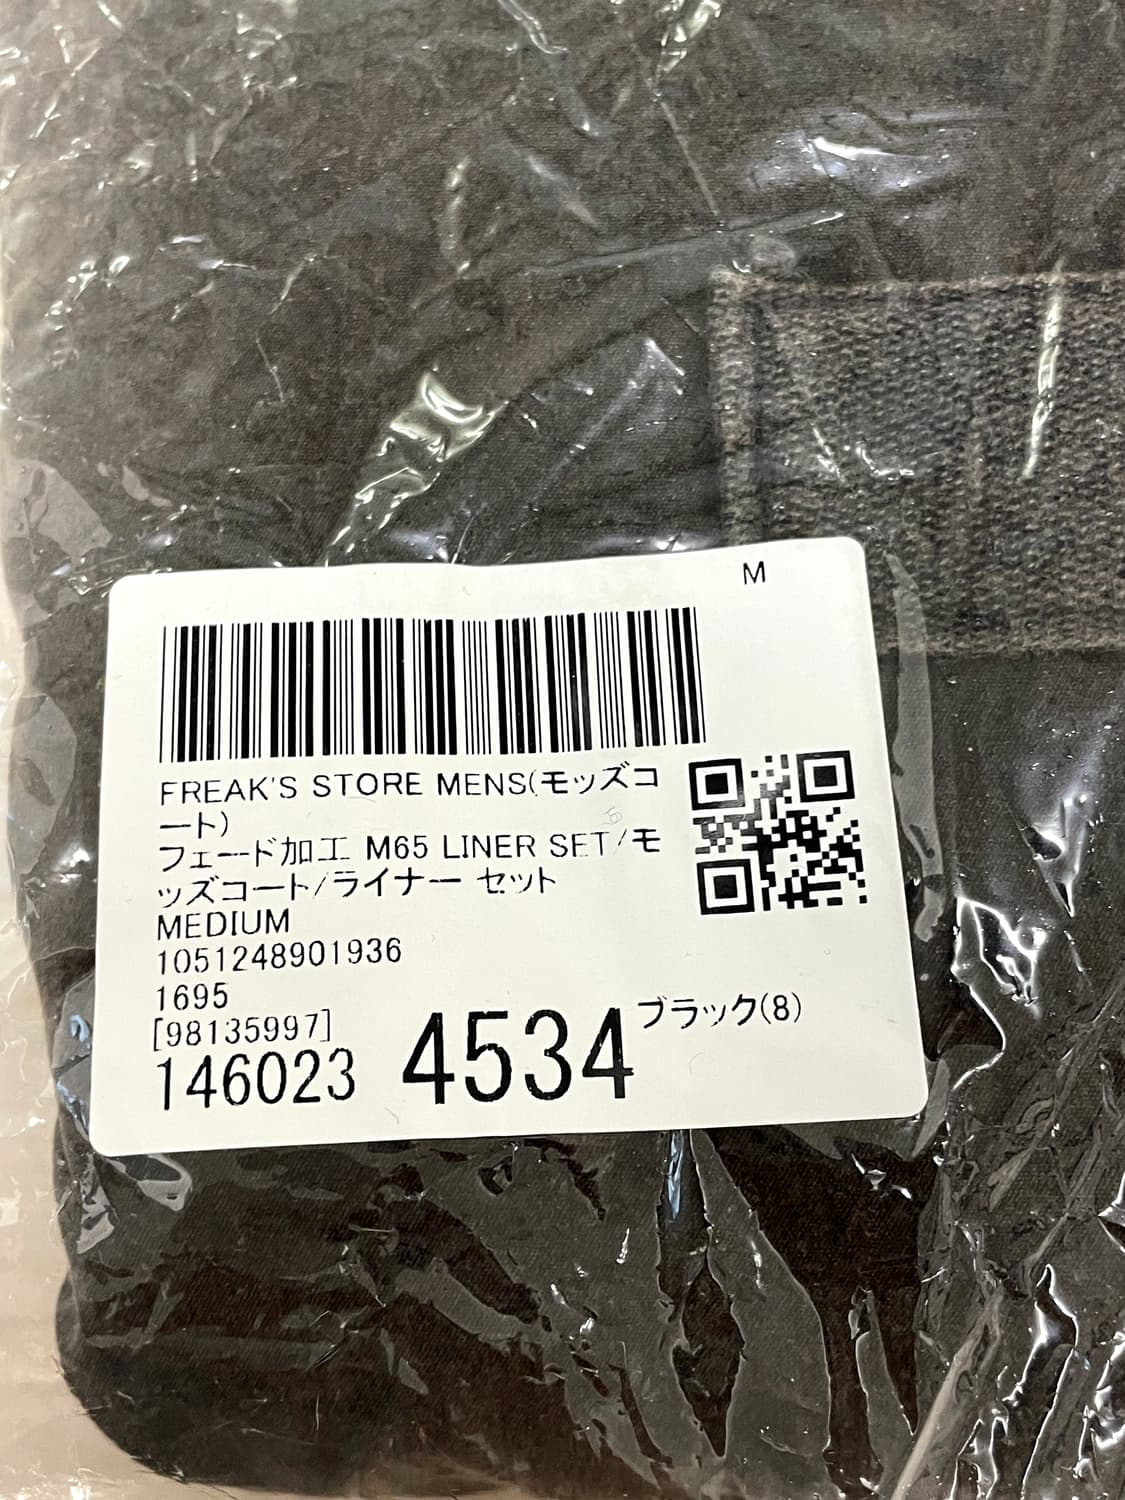 M
FREAK'S STORE MENS(モッズコ
ート)
フェード加工 M65 LINER SET/モ
ッズコート/ライナー セット
MEDIUM
1051248901936
1695
[98135997]
146023 4534 ブラック(8)